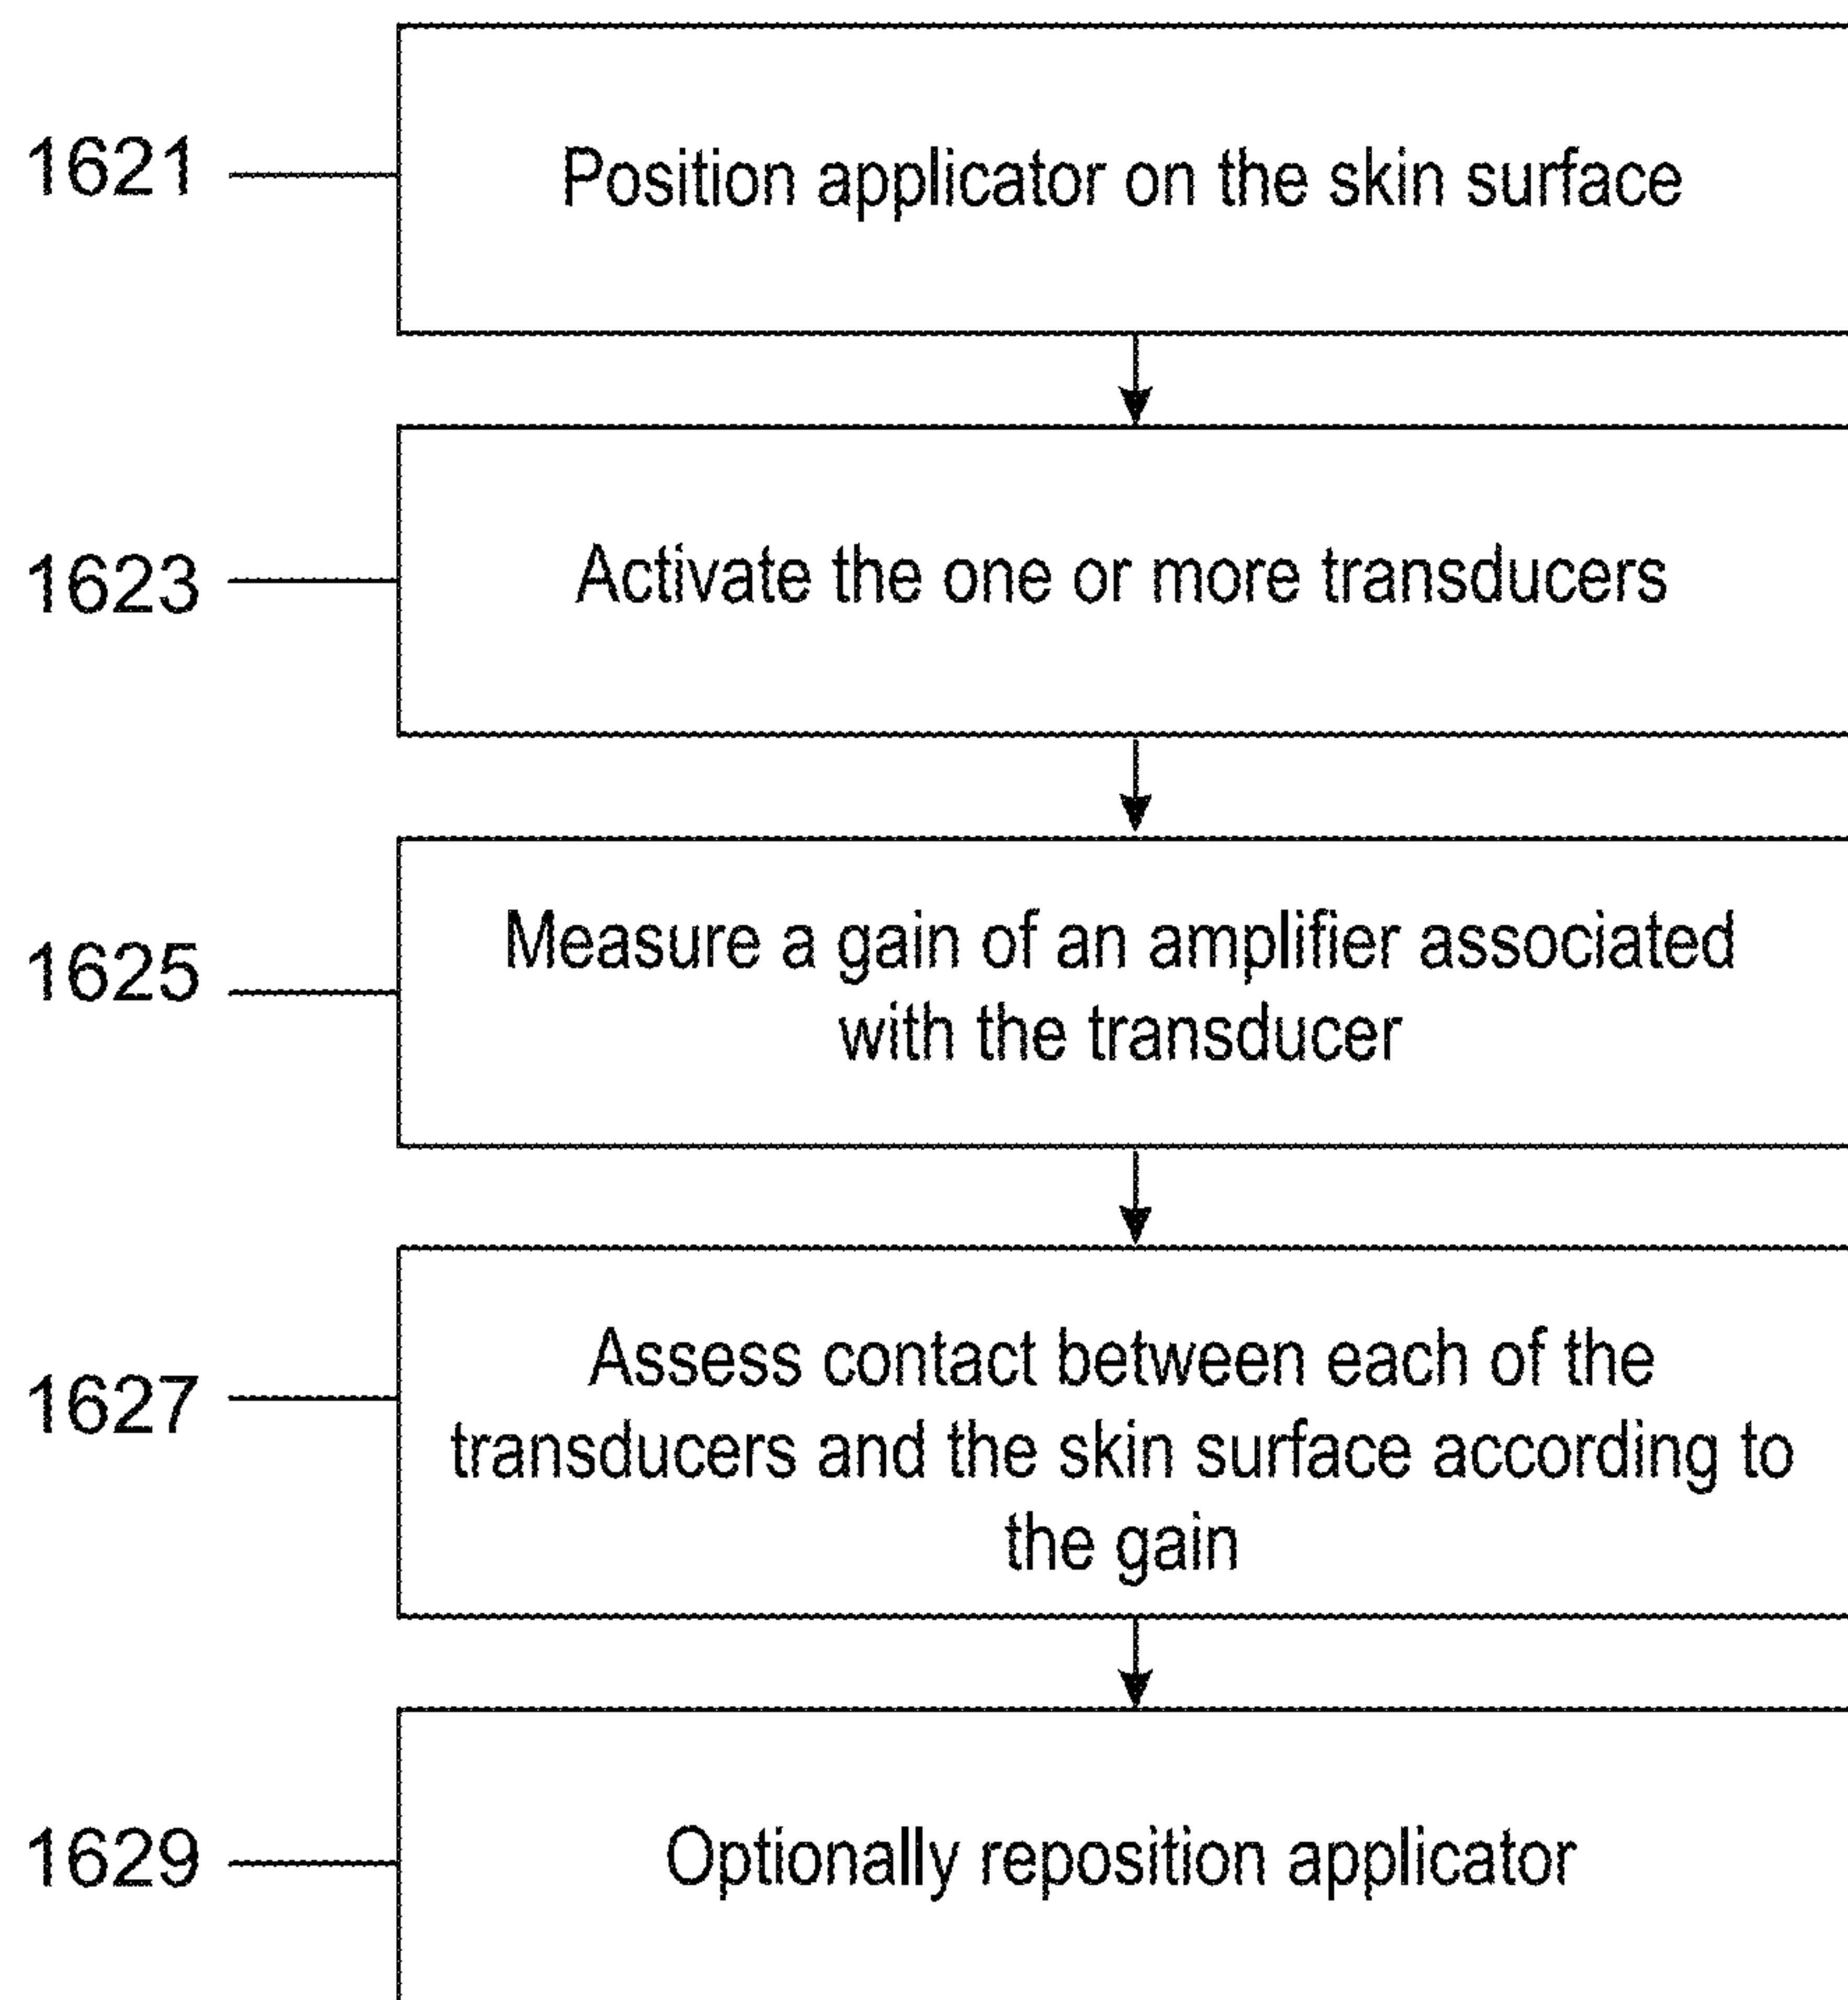 1621
Position applicator on the skin surface
1623
Activate the one or more transducers
1625
Measure a gain of an amplifier associated
with the transducer
1627
Assess contact between each of the
transducers and the skin surface according to
the gain
1629
Optionally reposition applicator